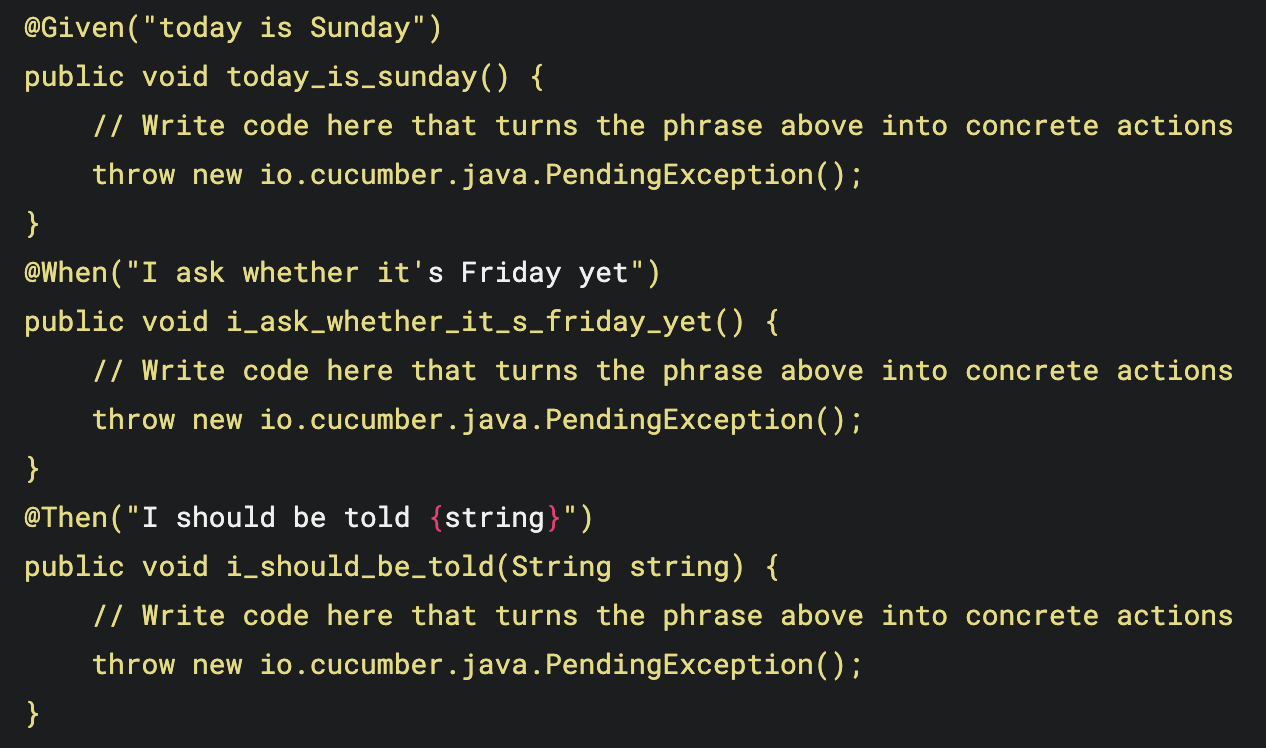 @Given("today is Sunday")
public void today_is_sunday() {
    // Write code here that turns the phrase above into concrete actions
    throw new io.cucumber.java.PendingException();
}
@When("I ask whether it's Friday yet")
public void i_ask_whether_it_s_friday_yet() {
    // Write code here that turns the phrase above into concrete actions
    throw new io.cucumber.java.PendingException();
}
@Then("I should be told {string}")
public void i_should_be_told(String string) {
    // Write code here that turns the phrase above into concrete actions
    throw new io.cucumber.java.PendingException();
}